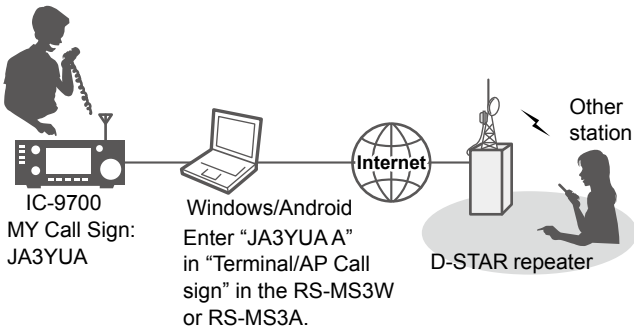 IC-9700
MY Call Sign:
JA3YUA
Windows/Android
Enter “JA3YUA A”
in “Terminal/AP Call
sign” in the RS-MS3W
or RS-MS3A.
Internet
D-STAR repeater
Other
station